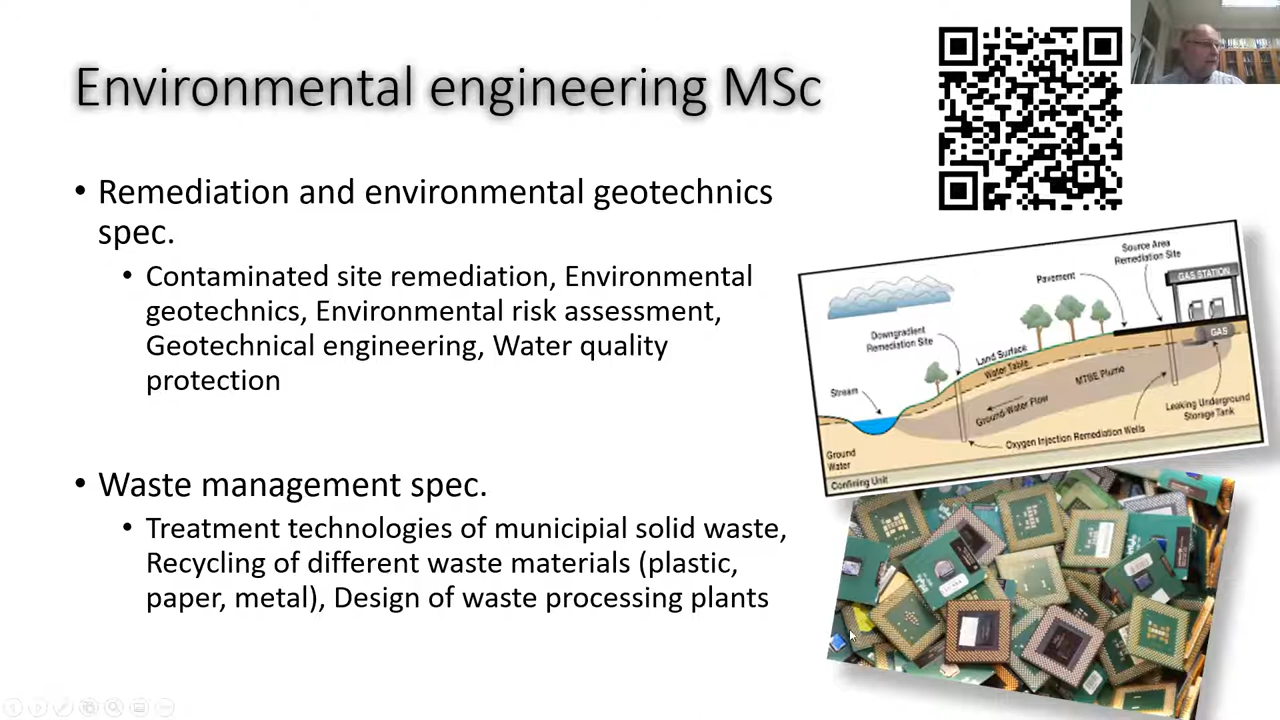 Environmental engineering MSc
• Remediation and environmental geotechnics
spec.
• Contaminated site remediation, Environmental
geotechnics, Environmental risk assessment,
Geotechnical engineering, Water quality
protection
• Waste management spec.
• Treatment technologies of municipial solid waste,
Recycling of different waste materials (plastic,
paper, metal), Design of waste processing plants
Source Area
Remediation Site
Pavement
GAS STATION
GAS
Downgradient
Remediation Site
Land Surface
Water Table
MTBE Plume
Stream
Ground-Water Flow
Leaking Underground
Storage Tank
Oxygen Injection Remediation Wells
Ground
Water
Confining Unit